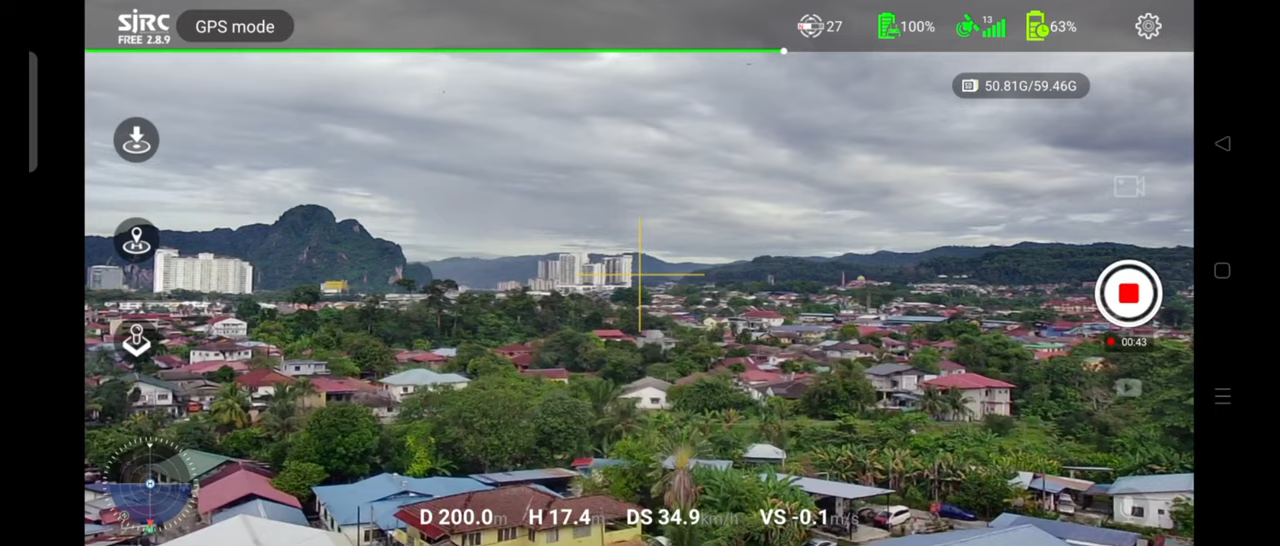 SJRC
FREE 2.8.9
GPS mode
27
100%
13
63%
50.81G/59.46G
00:43
D 200.0m H 17.4m DS 34.9km/h VS -0.1m/s